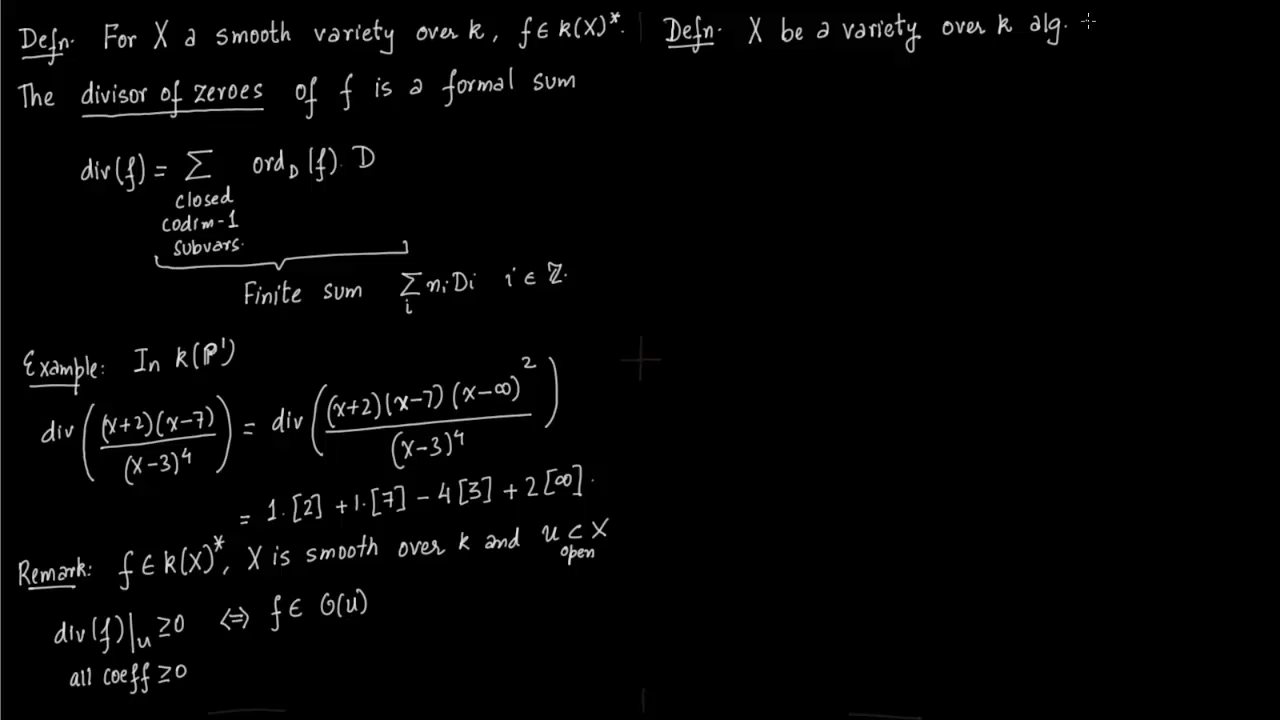 Defn. For X a smooth variety over k, f ∈ k(X)*.
The divisor of zeroes of f is a formal sum
div(f) = Σ ord_D (f). D
closed
codim-1
subvars.
Finite sum Σ_i n_i D_i i ∈ ℤ.
Example: In k(ℙ¹)
div( (x+2)(x-7) / (x-3)^4 ) = div( (x+2)(x-7)(x-∞)^2 / (x-3)^4 )
= 1.[2] + 1.[7] - 4[3] + 2[∞].
Remark: f ∈ k(X)*, X is smooth over k and U ⊂ X
open
div(f)|_U ≥ 0 ⇔ f ∈ O(U)
all coeff ≥ 0
Defn. X be a variety over k alg.